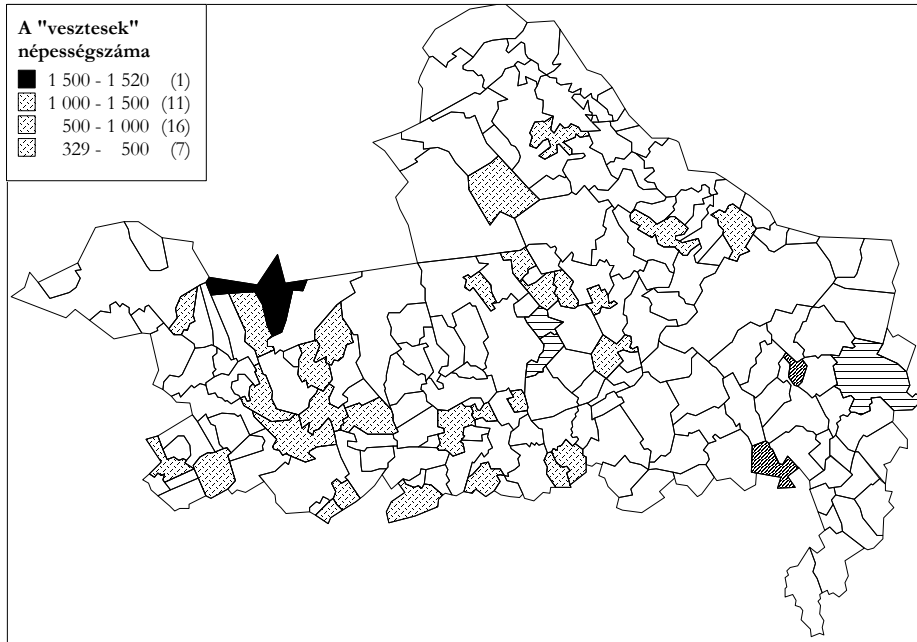 A "vesztesek"
népességszáma
1 500 - 1 520 (1)
1 000 - 1 500 (11)
500 - 1 000 (16)
329 - 500 (7)